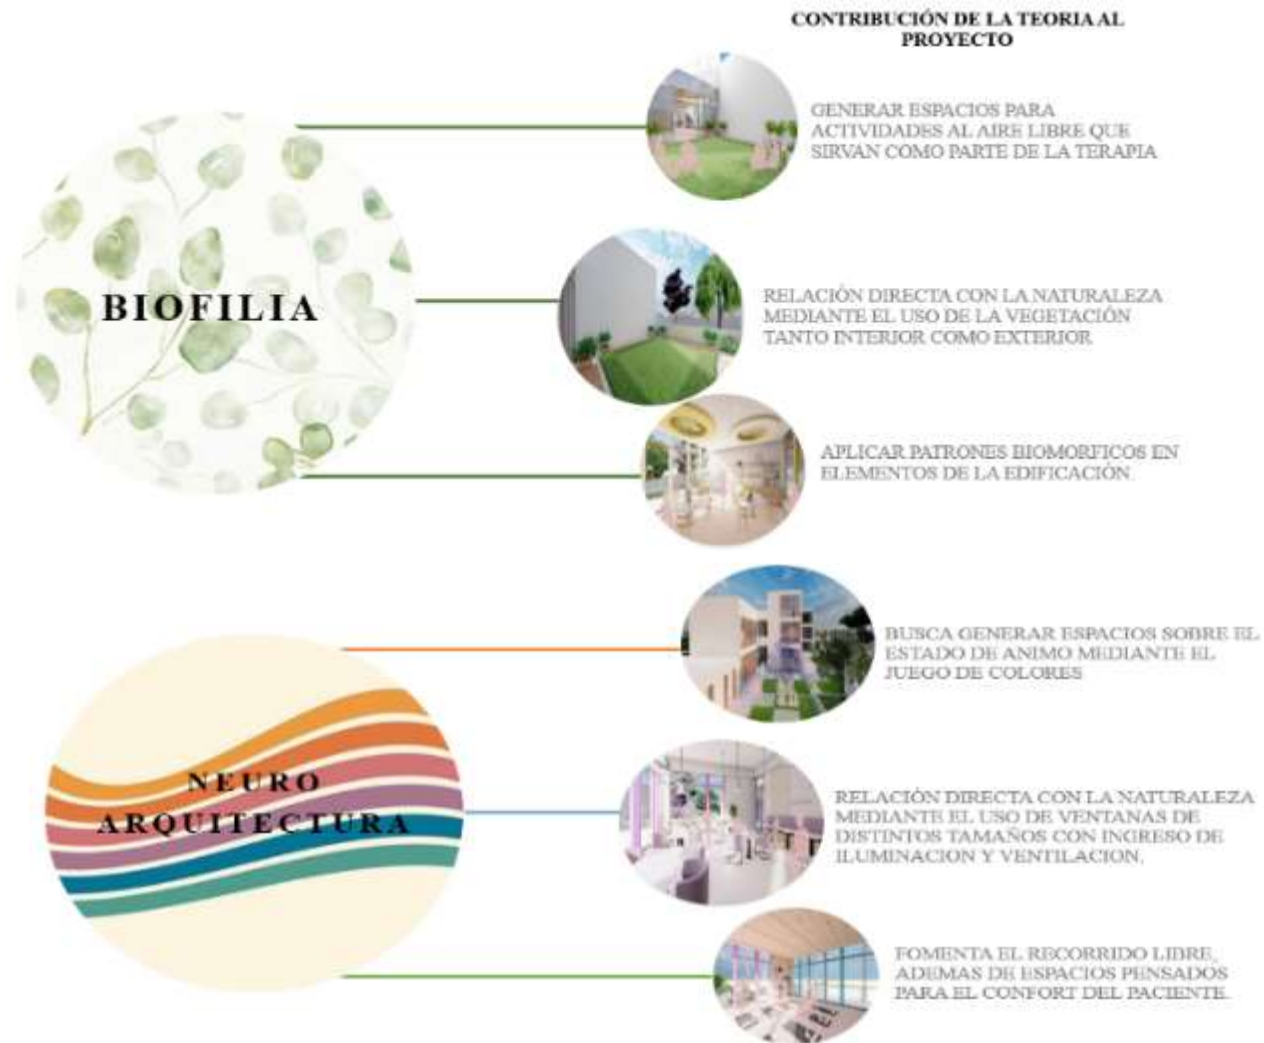 CONTRIBUCIÓN DE LA TEORIA AL
PROYECTO
BIOFILIA
GENERAR ESPACIOS PARA
ACTIVIDADES AL AIRE LIBRE QUE
SIRVAN COMO PARTE DE LA TERAPIA
RELACIÓN DIRECTA CON LA NATURALEZA
MEDIANTE EL USO DE LA VEGETACIÓN
TANTO INTERIOR COMO EXTERIOR
APLICAR PATRONES BIOMORFICOS EN
ELEMENTOS DE LA EDIFICACIÓN.
NEURO
ARQUITECTURA
BUSCA GENERAR ESPACIOS SOBRE EL
ESTADO DE ANIMO MEDIANTE EL
JUEGO DE COLORES
RELACIÓN DIRECTA CON LA NATURALEZA
MEDIANTE EL USO DE VENTANAS DE
DISTINTOS TAMAÑOS CON INGRESO DE
ILUMINACION Y VENTILACION.
FOMENTA EL RECORRIDO LIBRE,
ADEMAS DE ESPACIOS PENSADOS
PARA EL CONFORT DEL PACIENTE.